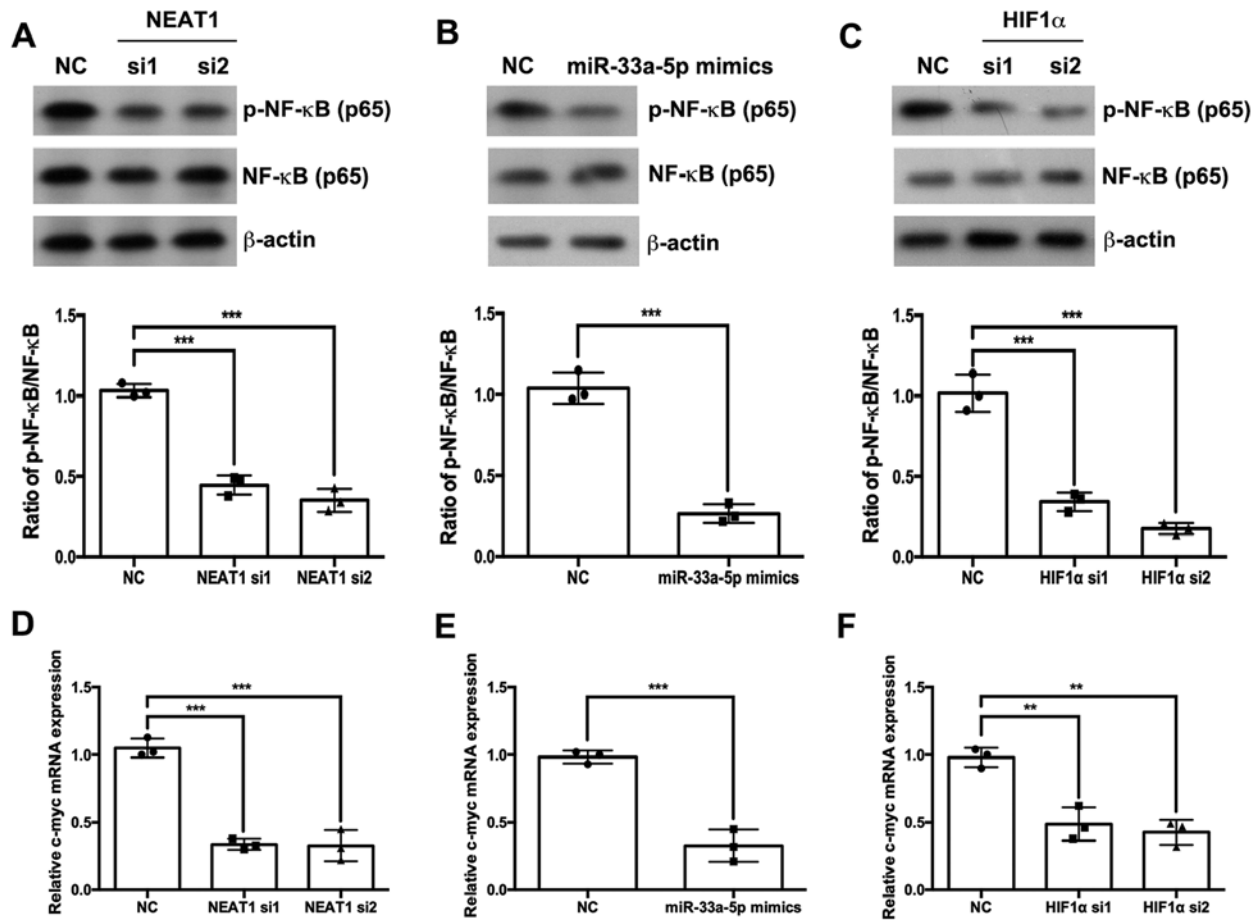 A
NEAT1
NC si1 si2
p-NF-κB (p65)
NF-κB (p65)
β-actin
Ratio of p-NF-κB/NF-κB
1.5
1.0
0.5
0.0
***
***
NC NEAT1 si1 NEAT1 si2
B
NC miR-33a-5p mimics
p-NF-κB (p65)
NF-κB (p65)
β-actin
Ratio of p-NF-κB/NF-κB
1.5
1.0
0.5
0.0
***
NC miR-33a-5p mimics
C
HIF1α
NC si1 si2
p-NF-κB (p65)
NF-κB (p65)
β-actin
Ratio of p-NF-κB/NF-κB
1.5
1.0
0.5
0.0
***
***
NC HIF1α si1 HIF1α si2
D
Relative c-myc mRNA expression
1.5
1.0
0.5
0.0
***
***
NC NEAT1 si1 NEAT1 si2
E
Relative c-myc mRNA expression
1.5
1.0
0.5
0.0
***
NC miR-33a-5p mimics
F
Relative c-myc mRNA expression
1.5
1.0
0.5
0.0
**
**
NC HIF1α si1 HIF1α si2